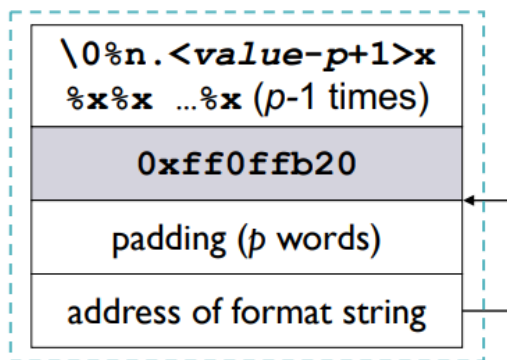 \0%n.<value-p+1>x
%x%x …%x (p-1 times)
0xff0ffb20
padding (p words)
address of format string